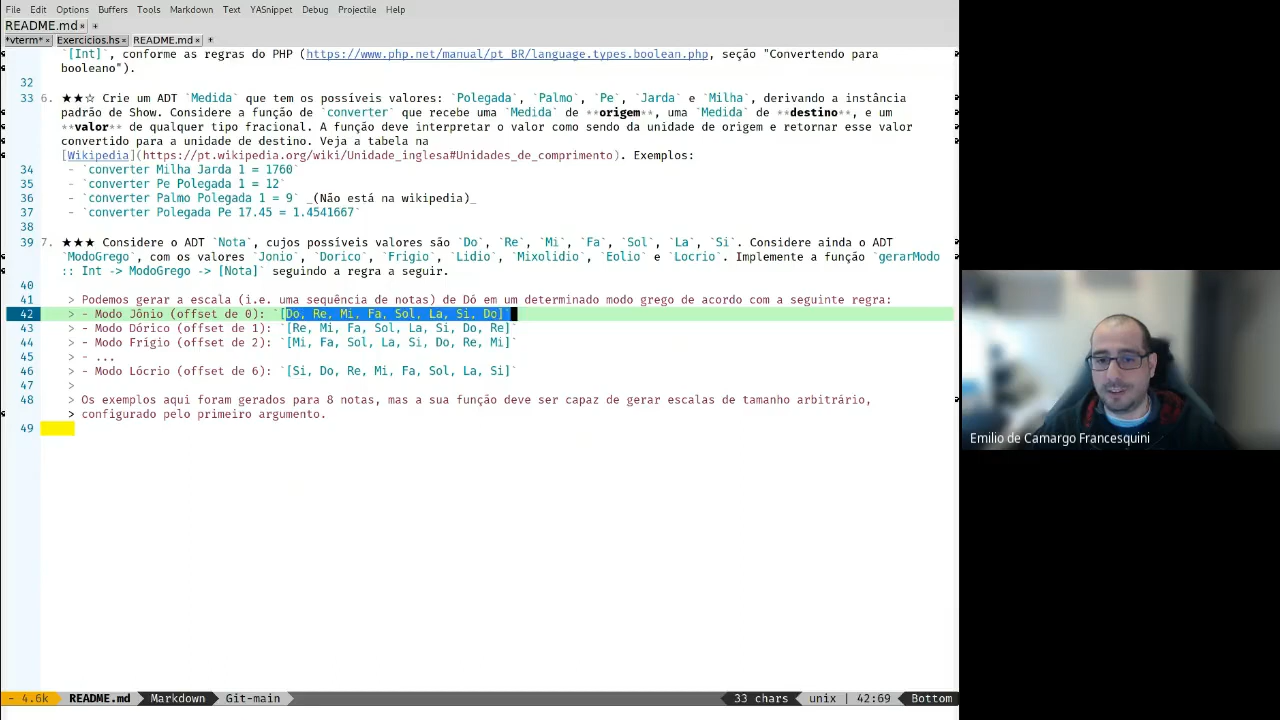 File Edit Options Buffers Tools Markdown Text YASnippet Debug Projectile Help
README.md× +
*vterm*× Exercicios.hs× README.md× +
`[Int]`, conforme as regras do PHP (https://www.php.net/manual/pt_BR/language.types.boolean.php, seção "Convertendo para
booleano").
32
33 6. ★★☆ Crie um ADT `Medida` que tem os possíveis valores: `Polegada`, `Palmo`, `Pe`, `Jarda` e `Milha`, derivando a instância
padrão de Show. Considere a função de `converter` que recebe uma `Medida` de **origem**, uma `Medida` de **destino**, e um
**valor** de qualquer tipo fracional. A função deve interpretar o valor como sendo da unidade de origem e retornar esse valor
convertido para a unidade de destino. Veja a tabela na
[Wikipedia](https://pt.wikipedia.org/wiki/Unidade_inglesa#Unidades_de_comprimento). Exemplos:
34 - `converter Milha Jarda 1 = 1760`
35 - `converter Pe Polegada 1 = 12`
36 - `converter Palmo Polegada 1 = 9` _(Não está na wikipedia)_
37 - `converter Polegada Pe 17.45 = 1.4541667`
38
39 7. ★★★ Considere o ADT `Nota`, cujos possíveis valores são `Do`, `Re`, `Mi`, `Fa`, `Sol`, `La`, `Si`. Considere ainda o ADT
`ModoGrego`, com os valores `Jonio`, `Dorico`, `Frigio`, `Lidio`, `Mixolidio`, `Eolio` e `Locrio`. Implemente a função `gerarModo
:: Int -> ModoGrego -> [Nota]` seguindo a regra a seguir.
40
41 > Podemos gerar a escala (i.e. uma sequência de notas) de Dó em um determinado modo grego de acordo com a seguinte regra:
42 > - Modo Jônio (offset de 0): `[Do, Re, Mi, Fa, Sol, La, Si, Do]`
43 > - Modo Dórico (offset de 1): `[Re, Mi, Fa, Sol, La, Si, Do, Re]`
44 > - Modo Frígio (offset de 2): `[Mi, Fa, Sol, La, Si, Do, Re, Mi]`
45 > - ...
46 > - Modo Lócrio (offset de 6): `[Si, Do, Re, Mi, Fa, Sol, La, Si]`
47 >
48 > Os exemplos aqui foram gerados para 8 notas, mas a sua função deve ser capaz de gerar escalas de tamanho arbitrário,
> configurado pelo primeiro argumento.
49
- 4.6k README.md Markdown Git-main 33 chars unix | 42:69 Bottom
Emilio de Camargo Francesquini